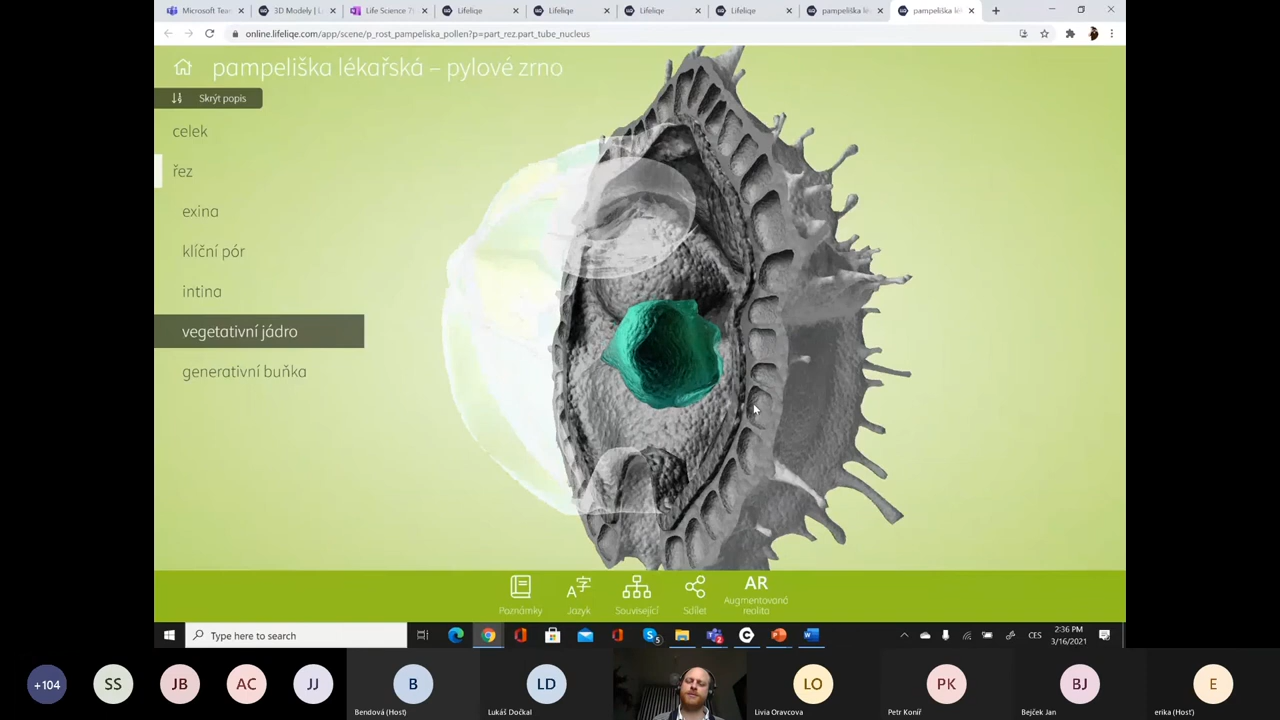 Microsoft Tean
3D Modely | L
Life Science 7|
Lifeliqe
Lifeliqe
Lifeliqe
Lifeliqe
pampeliška lé
pampeliška lé
online.lifeliqe.com/app/scene/p_rost_pampeliska_pollen?p=part_rez.part_tube_nucleus
pampeliška lékařská – pylové zrno
Skrýt popis
celek
řez
exina
klíční pór
intina
vegetativní jádro
generativní buňka
Poznámky
Jazyk
Související
Sdílet
AR
Augmentovaná
realita
Type here to search
CES
2:36 PM
3/16/2021
+104
SS
JB
AC
JJ
B
Bendová (Host)
LD
Lukáš Dočkal
LO
Livia Oravcova
PK
Petr Koníř
BJ
Bejček Jan
E
erika (Host)